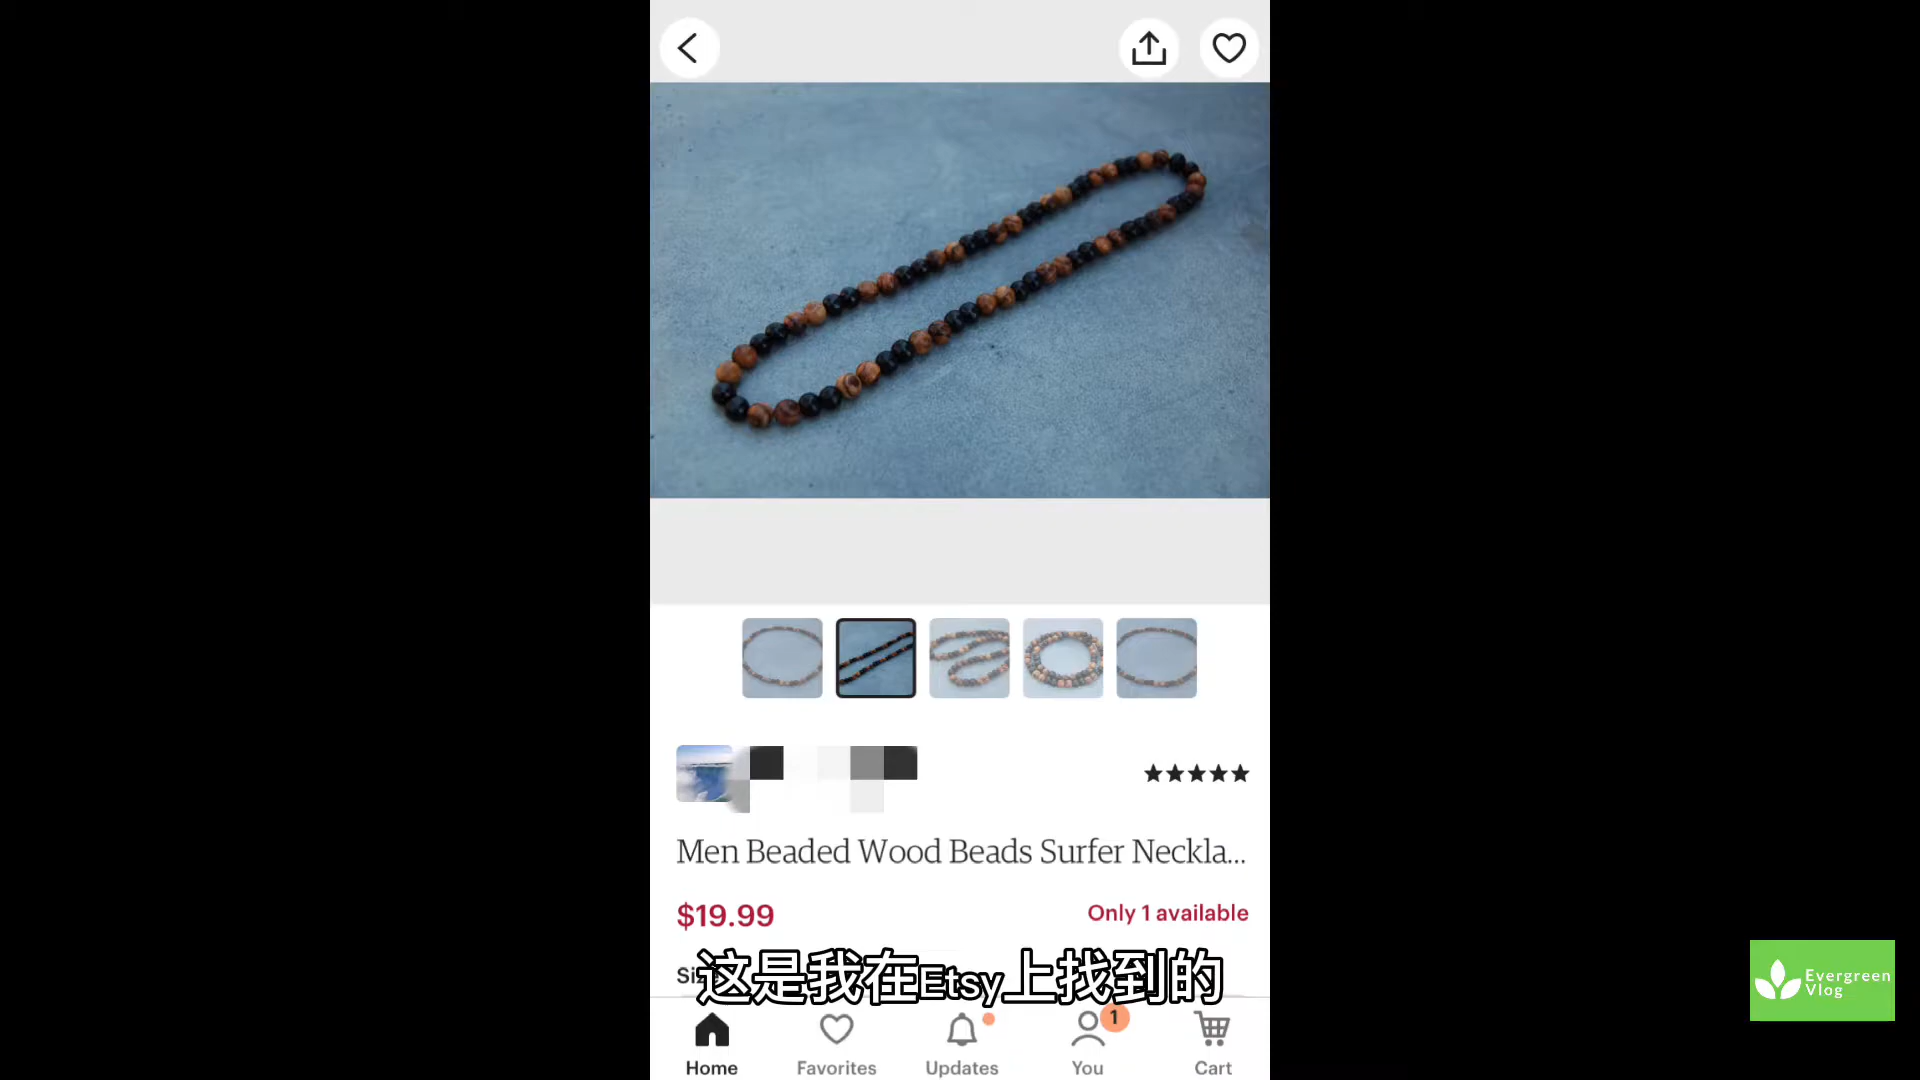 Men Beaded Wood Beads Surfer Neckla...
$19.99
Only 1 available
这是我在Etsy上找到的
1
Home
Favorites
Updates
You
Cart
Evergreen
Vlog